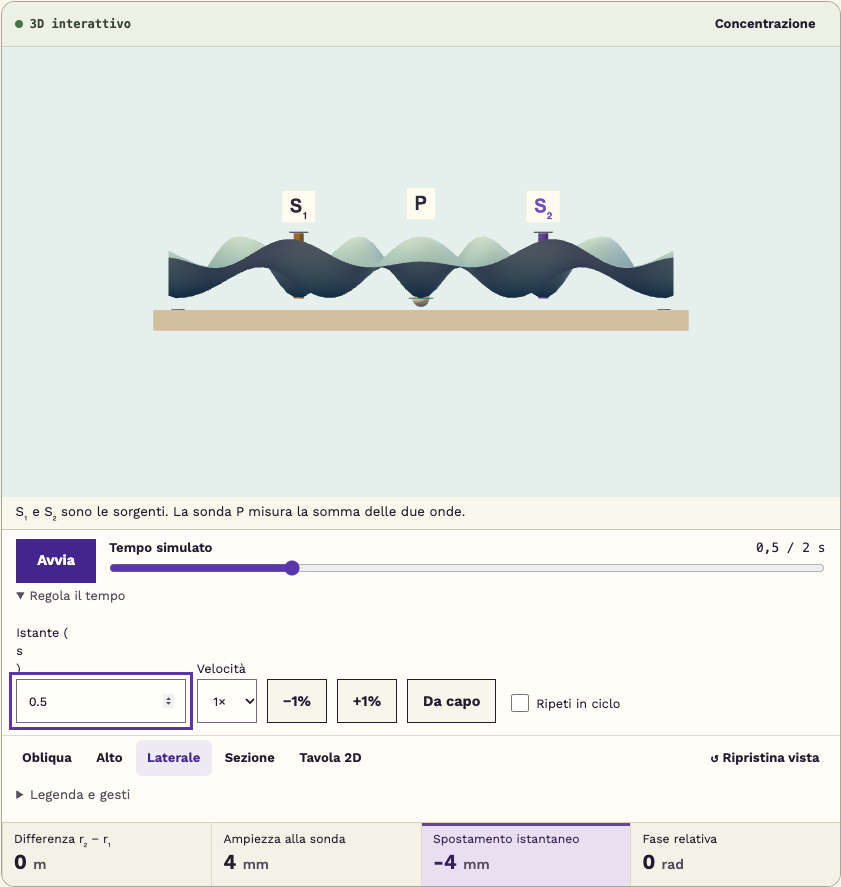 3D interattivo
Concentrazione
S₁
P
S₂
S₁ e S₂ sono le sorgenti. La sonda P misura la somma delle due onde.
Avvia
Tempo simulato
0,5 / 2 s
▼ Regola il tempo
Istante (
s
)
Velocità
0.5
1×
−1%
+1%
Da capo
Ripeti in ciclo
Obliqua
Alto
Laterale
Sezione
Tavola 2D
↺ Ripristina vista
▶ Legenda e gesti
Differenza r₂ − r₁
0 m
Ampiezza alla sonda
4 mm
Spostamento istantaneo
-4 mm
Fase relativa
0 rad